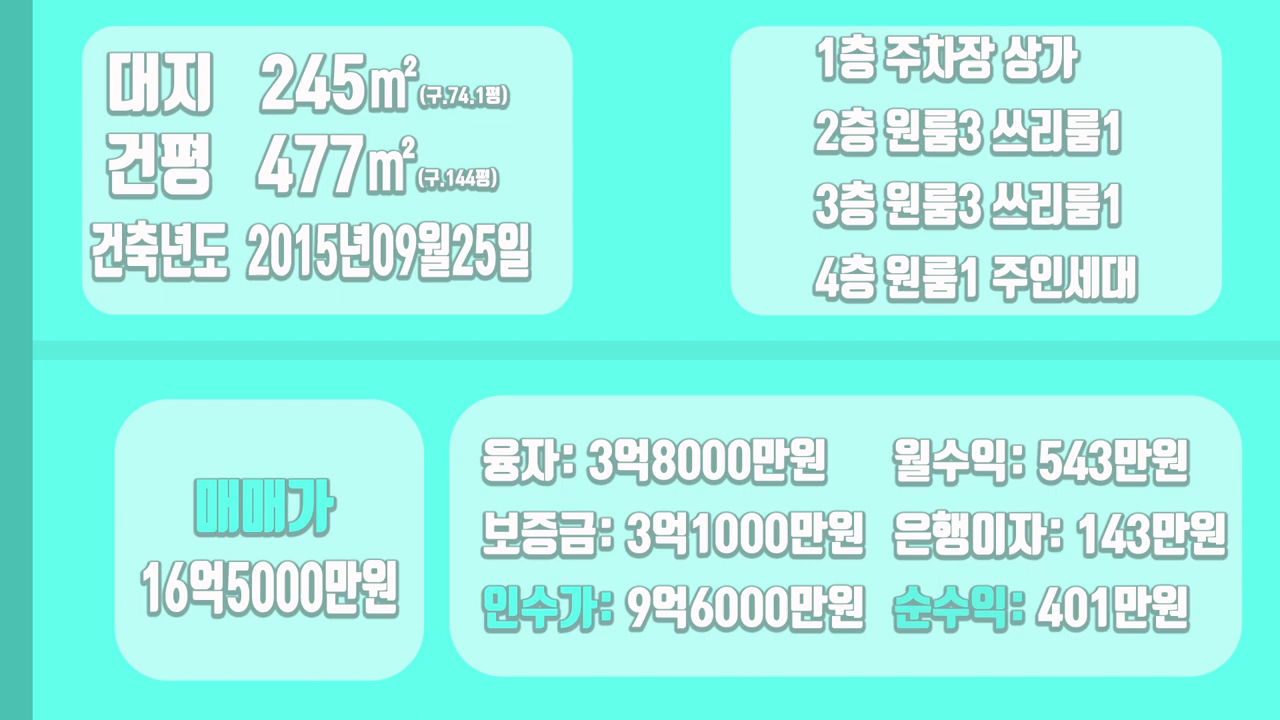 대지 245㎡(구.74.1평)
건평 477㎡(구.144평)
건축년도 2015년09월25일
1층 주차장 상가
2층 원룸3 쓰리룸1
3층 원룸3 쓰리룸1
4층 원룸1 주인세대
매매가
16억5000만원
융자: 3억8000만원
보증금: 3억1000만원
인수가: 9억6000만원
월수익: 543만원
은행이자: 143만원
순수익: 401만원